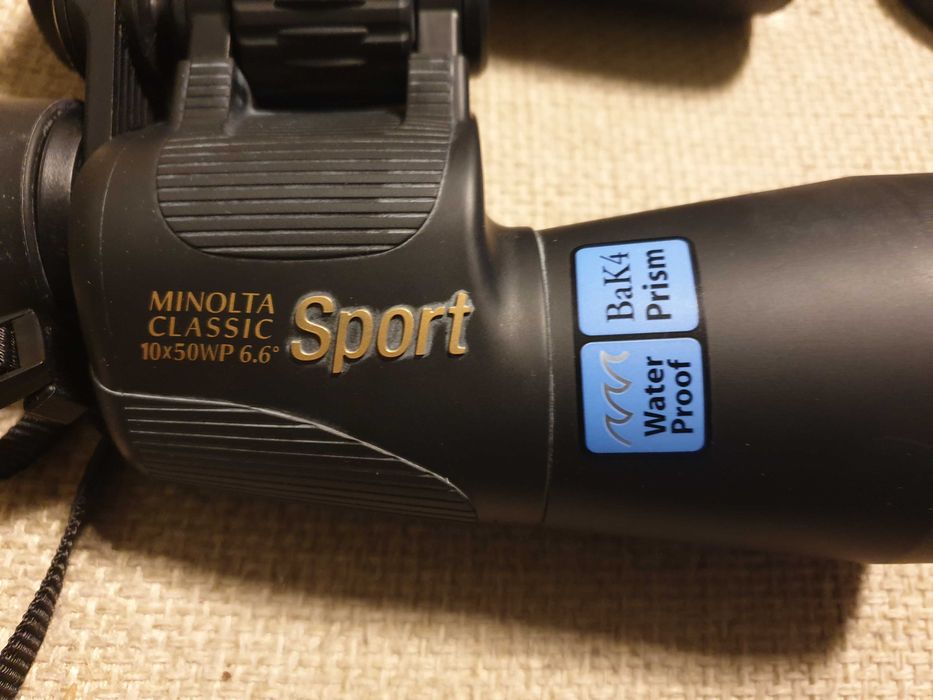 MINOLTA
CLASSIC
10x50WP 6.6°
Sport
BaK4
Prism
Water
Proof